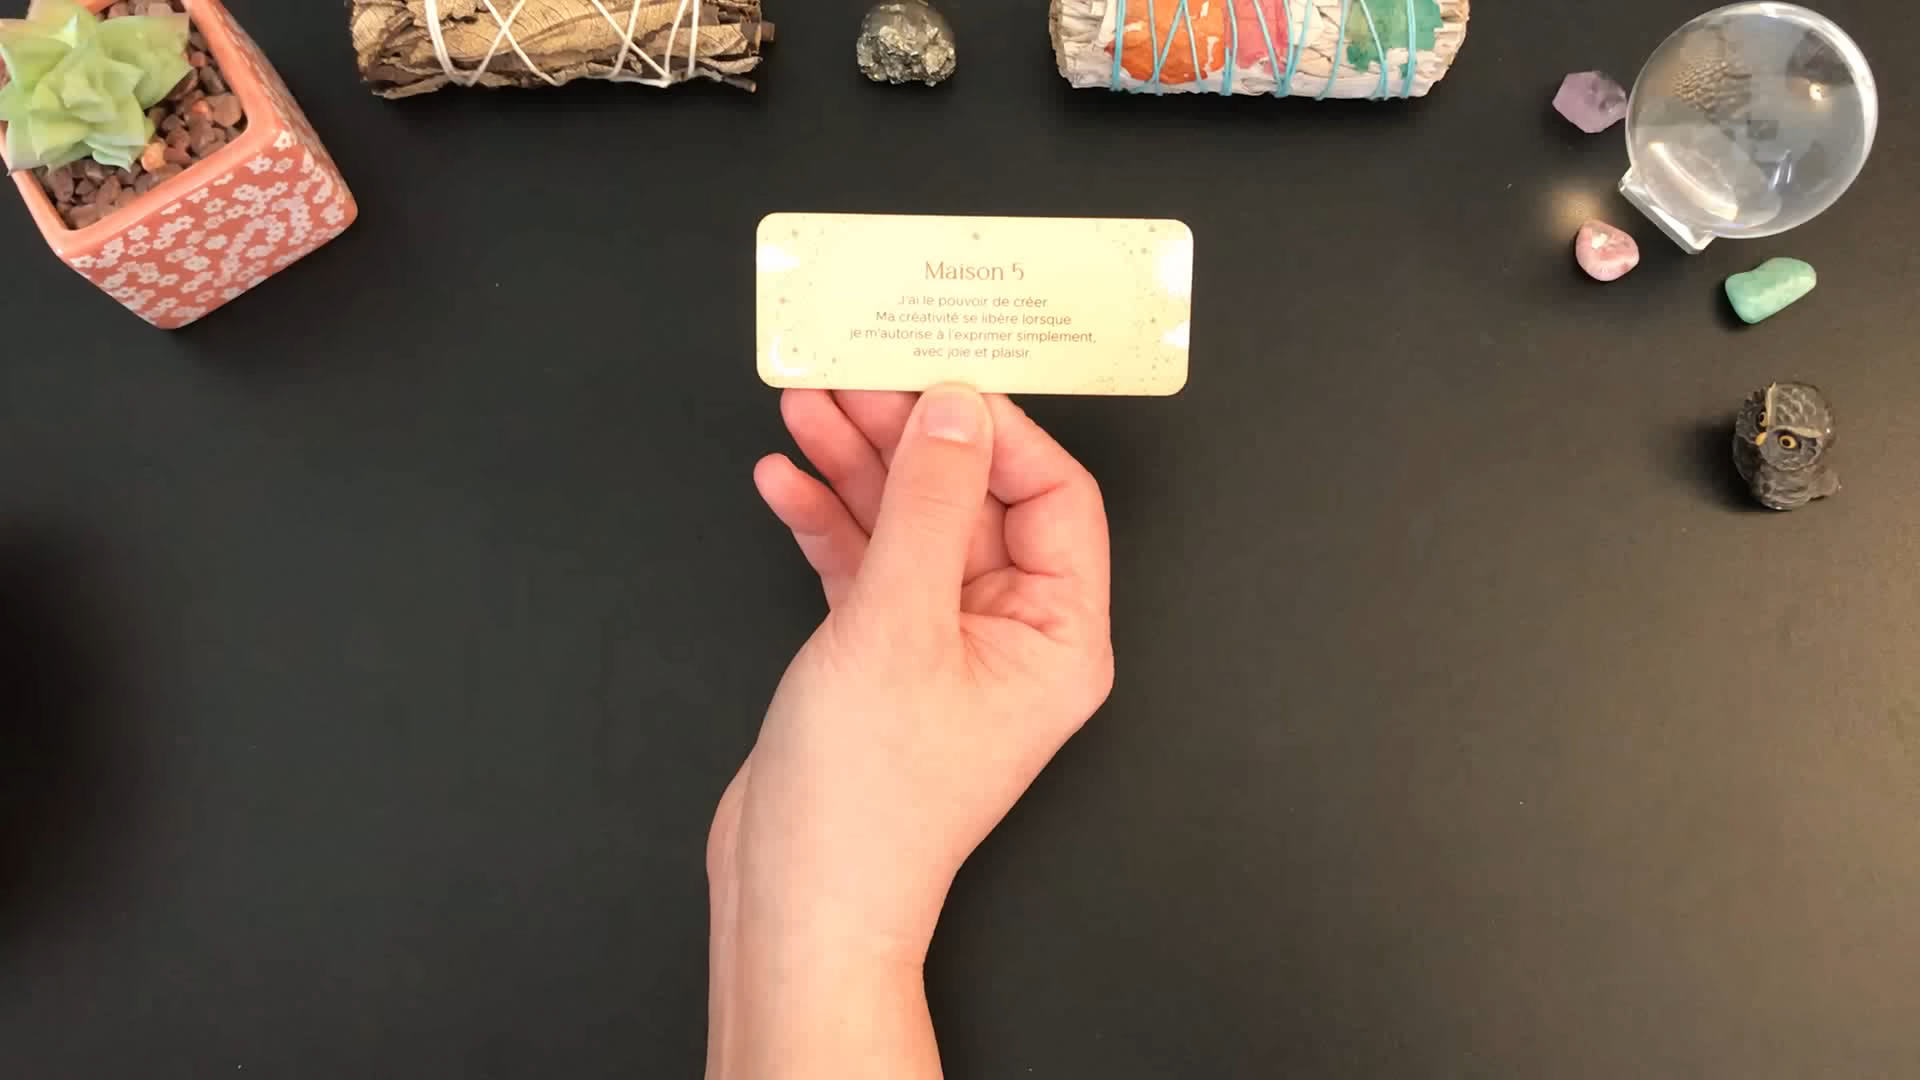 Maison 5
J'ai le pouvoir de créer.
Ma créativité se libère lorsque
je m'autorise à l'exprimer simplement,
avec joie et plaisir.